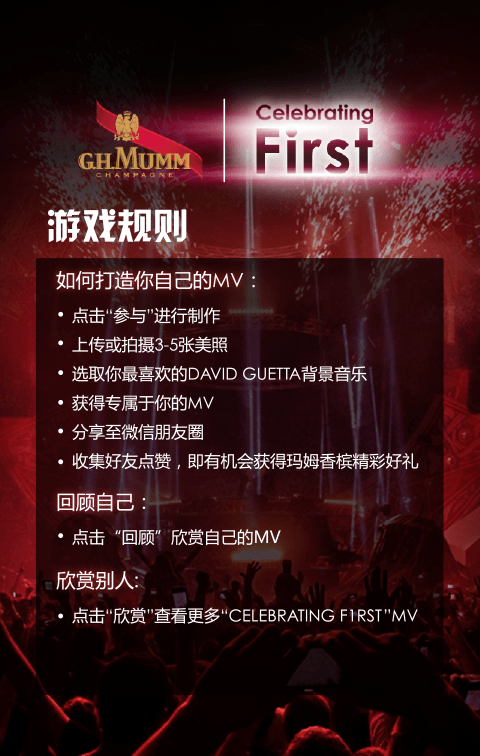 G.H.MUMM
CHAMPAGNE
Celebrating
First
游戏规则
如何打造你自己的MV：
• 点击“参与”进行制作
• 上传或拍摄3-5张美照
• 选取你最喜欢的DAVID GUETTA背景音乐
• 获得专属于你的MV
• 分享至微信朋友圈
• 收集好友点赞，即有机会获得玛姆香槟精彩好礼
回顾自己：
• 点击“回顾”欣赏自己的MV
欣赏别人:
• 点击“欣赏”查看更多“CELEBRATING F1RST”MV